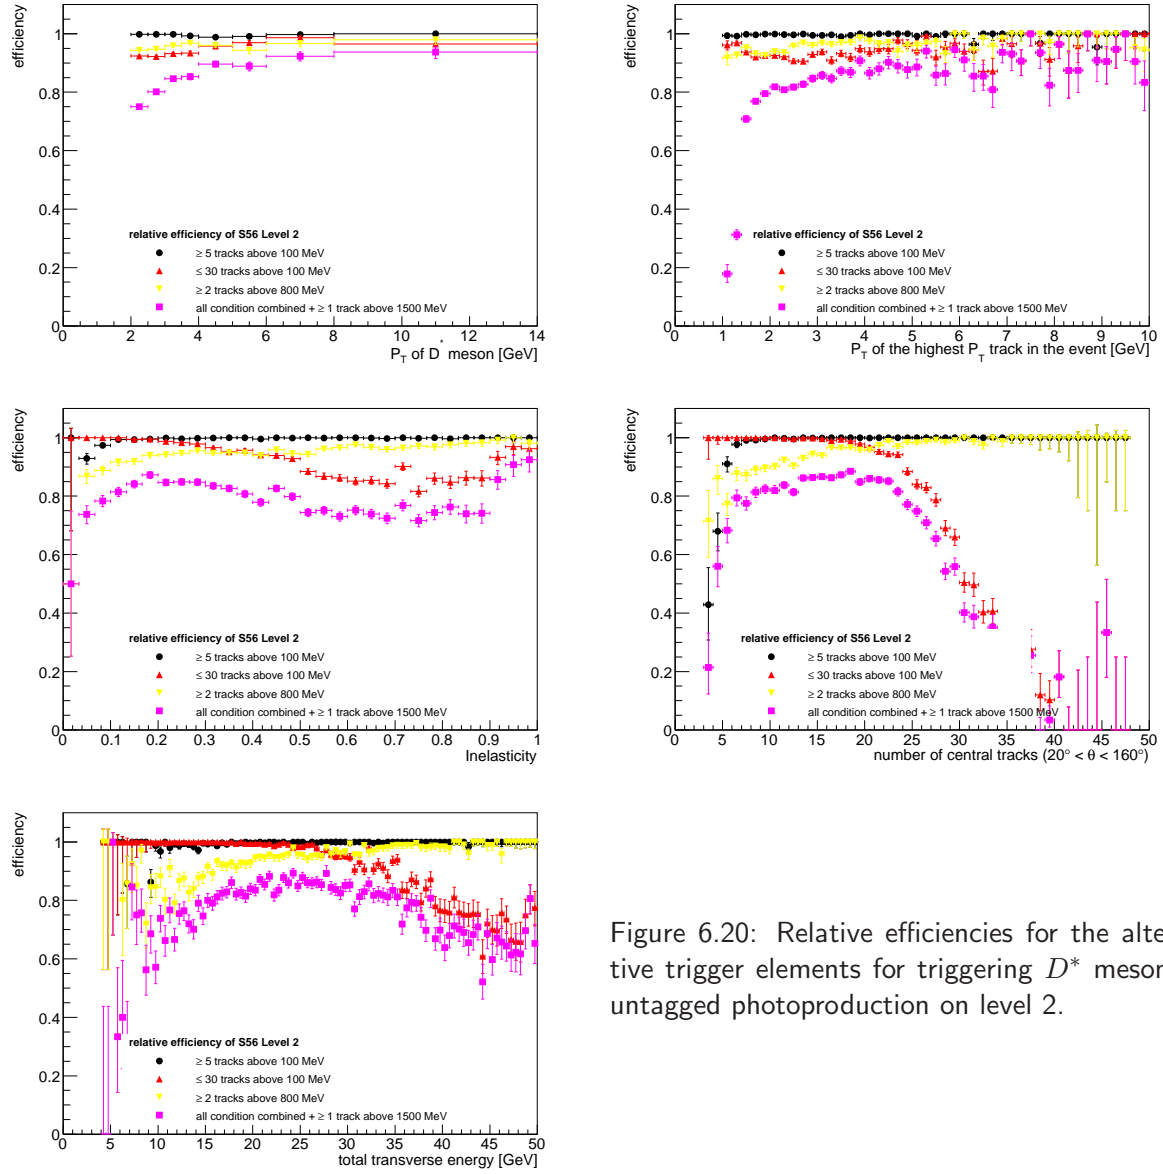 efficiency
1
0.8
0.6
0.4
0.2
0
relative efficiency of S56 Level 2
≥ 5 tracks above 100 MeV
≤ 30 tracks above 100 MeV
≥ 2 tracks above 800 MeV
all condition combined + ≥ 1 track above 1500 MeV
0 2 4 6 8 10 12 14
P_T of D* meson [GeV]
efficiency
1
0.8
0.6
0.4
0.2
0
relative efficiency of S56 Level 2
≥ 5 tracks above 100 MeV
≤ 30 tracks above 100 MeV
≥ 2 tracks above 800 MeV
all condition combined + ≥ 1 track above 1500 MeV
0 1 2 3 4 5 6 7 8 9 10
P_T of the highest P_T track in the event [GeV]
efficiency
1
0.8
0.6
0.4
0.2
0
relative efficiency of S56 Level 2
≥ 5 tracks above 100 MeV
≤ 30 tracks above 100 MeV
≥ 2 tracks above 800 MeV
all condition combined + ≥ 1 track above 1500 MeV
0 0.1 0.2 0.3 0.4 0.5 0.6 0.7 0.8 0.9 1
Inelasticity
efficiency
1
0.8
0.6
0.4
0.2
0
relative efficiency of S56 Level 2
≥ 5 tracks above 100 MeV
≤ 30 tracks above 100 MeV
≥ 2 tracks above 800 MeV
all condition combined + ≥ 1 track above 1500 MeV
0 5 10 15 20 25 30 35 40 45 50
number of central tracks (20° < θ < 160°)
efficiency
1
0.8
0.6
0.4
0.2
0
relative efficiency of S56 Level 2
≥ 5 tracks above 100 MeV
≤ 30 tracks above 100 MeV
≥ 2 tracks above 800 MeV
all condition combined + ≥ 1 track above 1500 MeV
0 5 10 15 20 25 30 35 40 45 50
total transverse energy [GeV]
Figure 6.20: Relative efficiencies for the alte
tive trigger elements for triggering D* meson
untagged photoproduction on level 2.